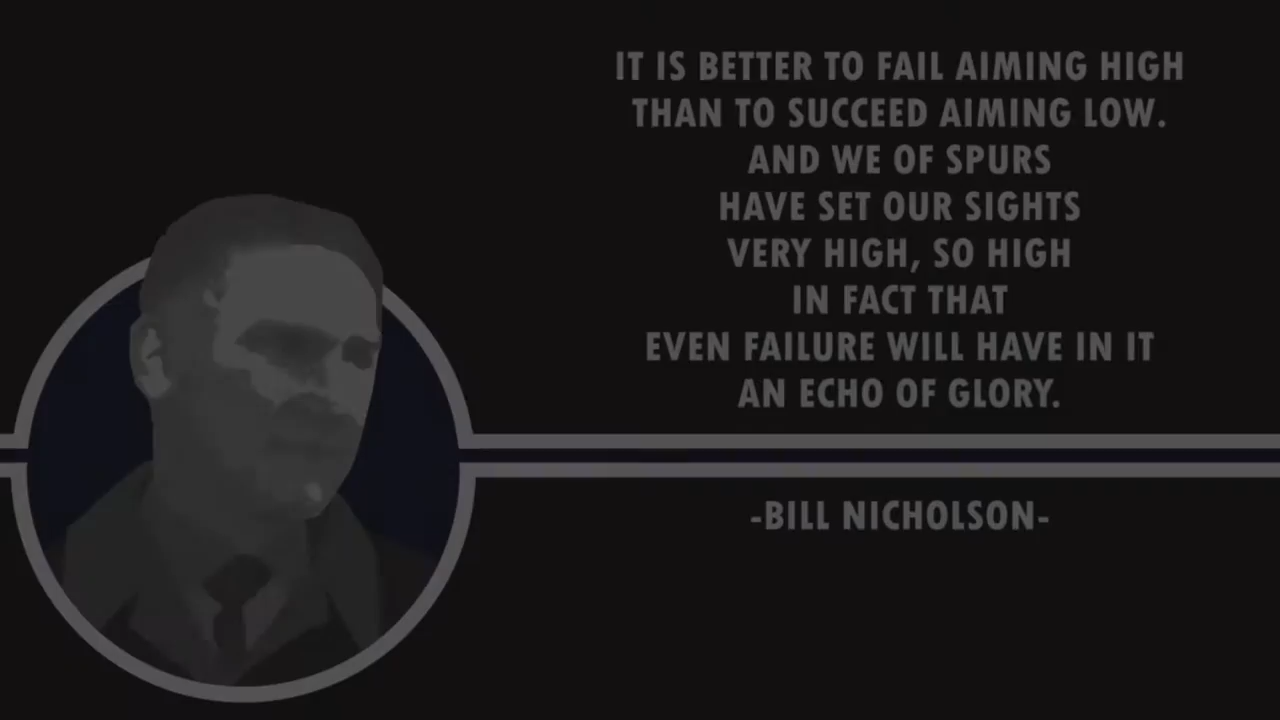 IT IS BETTER TO FAIL AIMING HIGH
THAN TO SUCCEED AIMING LOW.
AND WE OF SPURS
HAVE SET OUR SIGHTS
VERY HIGH, SO HIGH
IN FACT THAT
EVEN FAILURE WILL HAVE IN IT
AN ECHO OF GLORY.
-BILL NICHOLSON-